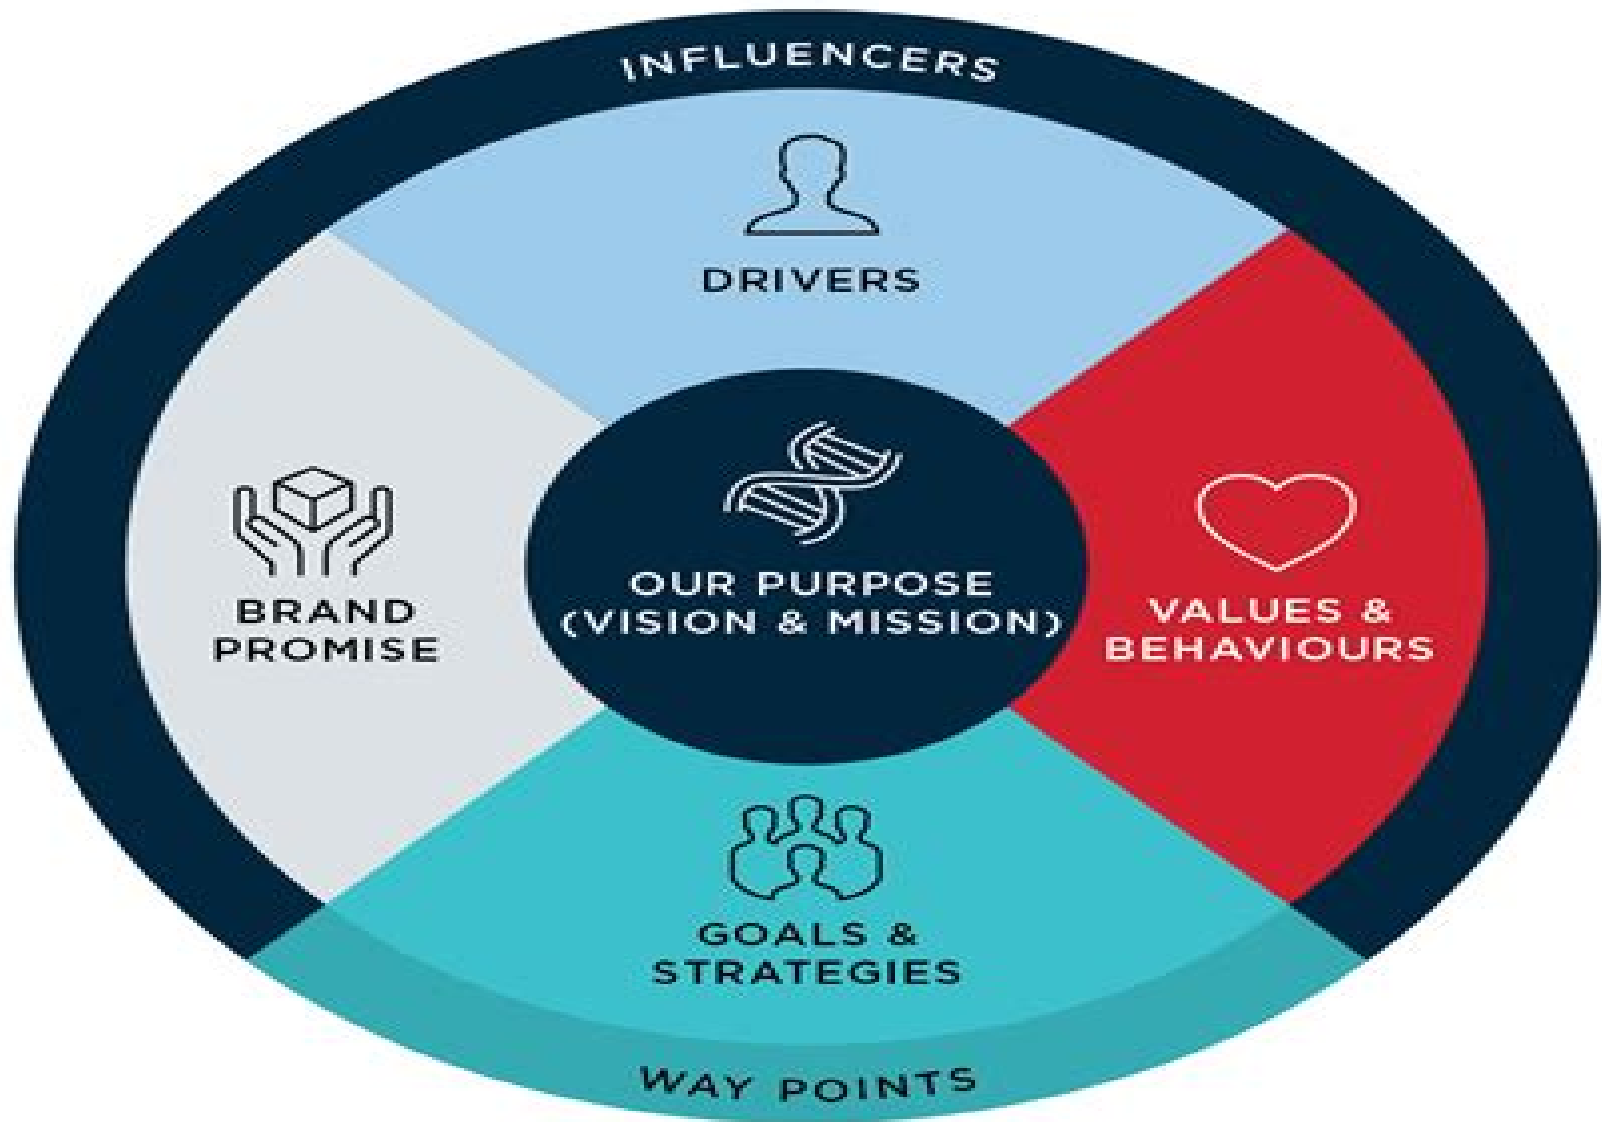 INFLUENCERS
DRIVERS
BRAND
PROMISE
OUR PURPOSE
(VISION & MISSION)
VALUES &
BEHAVIOURS
GOALS &
STRATEGIES
WAY POINTS